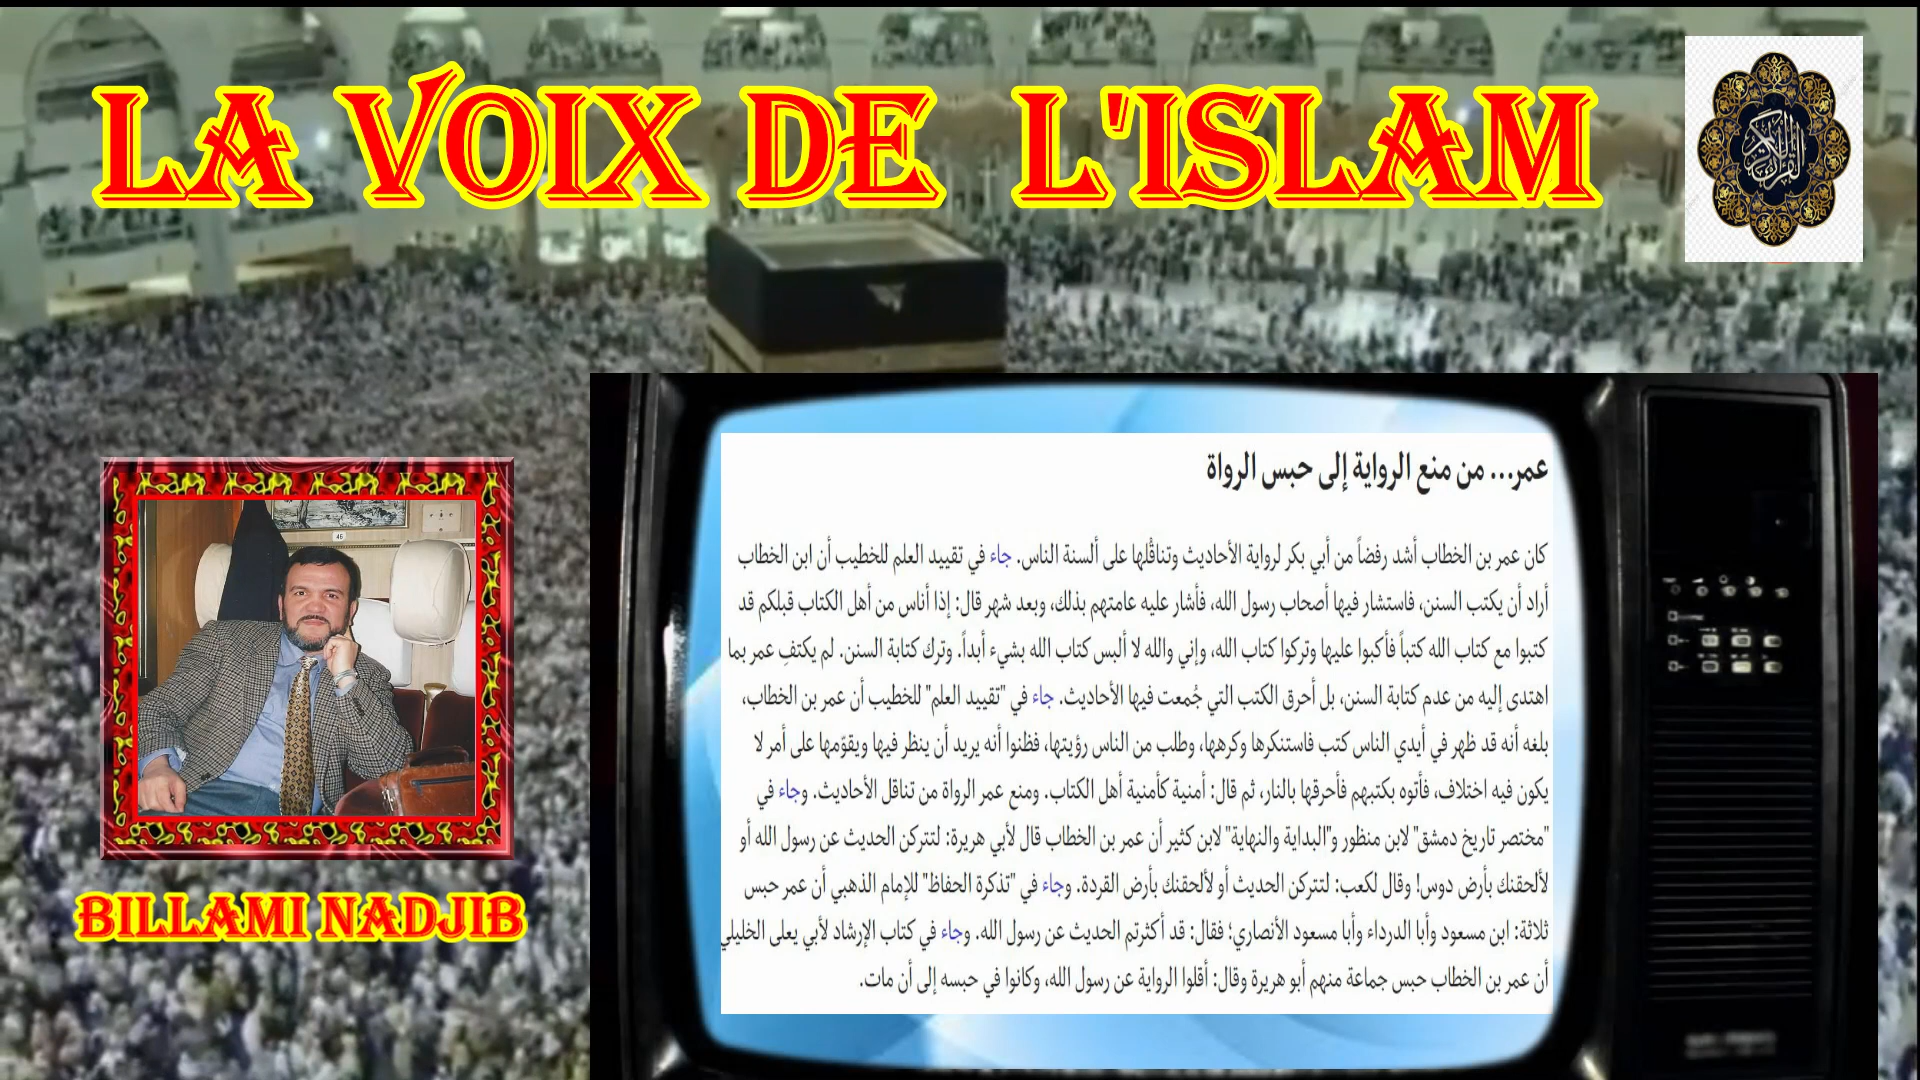 LA VOIX DE L'ISLAM
القرآن الكريم
46
BILLAMI NADJIB
عمر... من منع الرواية إلى حبس الرواة
كان عمر بن الخطاب أشد رفضاً من أبي بكر لرواية الأحاديث وتناقُلها على ألسنة الناس. جاء في تقييد العلم للخطيب أن ابن الخطاب
أراد أن يكتب السنن، فاستشار فيها أصحاب رسول الله، فأشار عليه عامتهم بذلك، وبعد شهر قال: إذا أناس من أهل الكتاب قبلكم قد
كتبوا مع كتاب الله كتباً فأكبوا عليها وتركوا كتاب الله، وإني والله لا ألبس كتاب الله بشيء أبداً. وترك كتابة السنن. لم يكتفِ عمر بما
اهتدى إليه من عدم كتابة السنن، بل أحرق الكتب التي جُمعت فيها الأحاديث. جاء في "تقييد العلم" للخطيب أن عمر بن الخطاب،
بلغه أنه قد ظهر في أيدي الناس كتب فاستنكرها وكرهها، وطلب من الناس رؤيتها، فظنوا أنه يريد أن ينظر فيها ويقوّمها على أمر لا
يكون فيه اختلاف، فأتوه بكتبهم فأحرقها بالنار، ثم قال: أمنية كأمنية أهل الكتاب. ومنع عمر الرواة من تناقل الأحاديث. وجاء في
"مختصر تاريخ دمشق" لابن منظور و"البداية والنهاية" لابن كثير أن عمر بن الخطاب قال لأبي هريرة: لتتركن الحديث عن رسول الله أو
لألحقنك بأرض دوس! وقال لكعب: لتتركن الحديث أو لألحقنك بأرض القردة. وجاء في "تذكرة الحفاظ" للإمام الذهبي أن عمر حبس
ثلاثة: ابن مسعود وأبا الدرداء وأبا مسعود الأنصاري؛ فقال: قد أكثرتم الحديث عن رسول الله. وجاء في كتاب الإرشاد لأبي يعلى الخليلي
أن عمر بن الخطاب حبس جماعة منهم أبو هريرة وقال: أقلوا الرواية عن رسول الله، وكانوا في حبسه إلى أن مات.